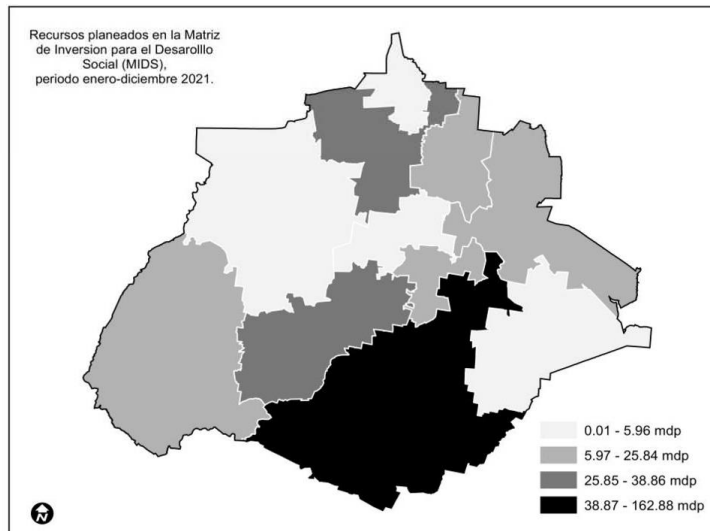 Recursos planeados en la Matriz
de Inversion para el Desarolllo
Social (MIDS),
periodo enero-diciembre 2021.
0.01 - 5.96 mdp
5.97 - 25.84 mdp
25.85 - 38.86 mdp
38.87 - 162.88 mdp
N